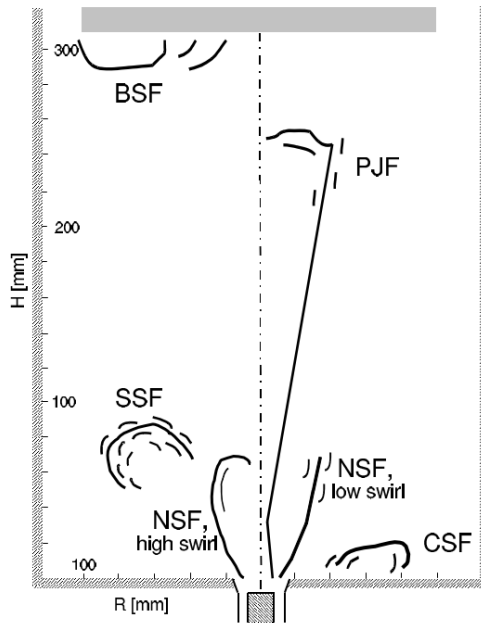 300
BSF
PJF
200
H [mm]
100
SSF
NSF,
high swirl
NSF,
low swirl
CSF
100
R [mm]